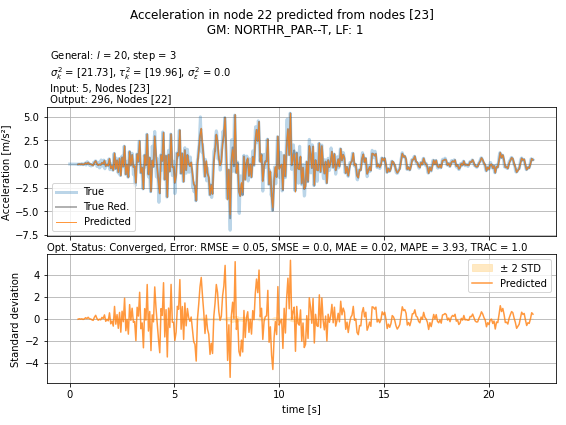 Acceleration in node 22 predicted from nodes [23]
GM: NORTHR_PAR--T, LF: 1
General: l = 20, step = 3
σ²ₖ = [21.73], τ²ₖ = [19.96], σ²ε = 0.0
Input: 5, Nodes [23]
Output: 296, Nodes [22]
Acceleration [m/s²]
5.0
2.5
0.0
−2.5
−5.0
−7.5
True
True Red.
Predicted
Opt. Status: Converged, Error: RMSE = 0.05, SMSE = 0.0, MAE = 0.02, MAPE = 3.93, TRAC = 1.0
Standard deviation
4
2
0
−2
−4
± 2 STD
Predicted
0
5
10
15
20
time [s]